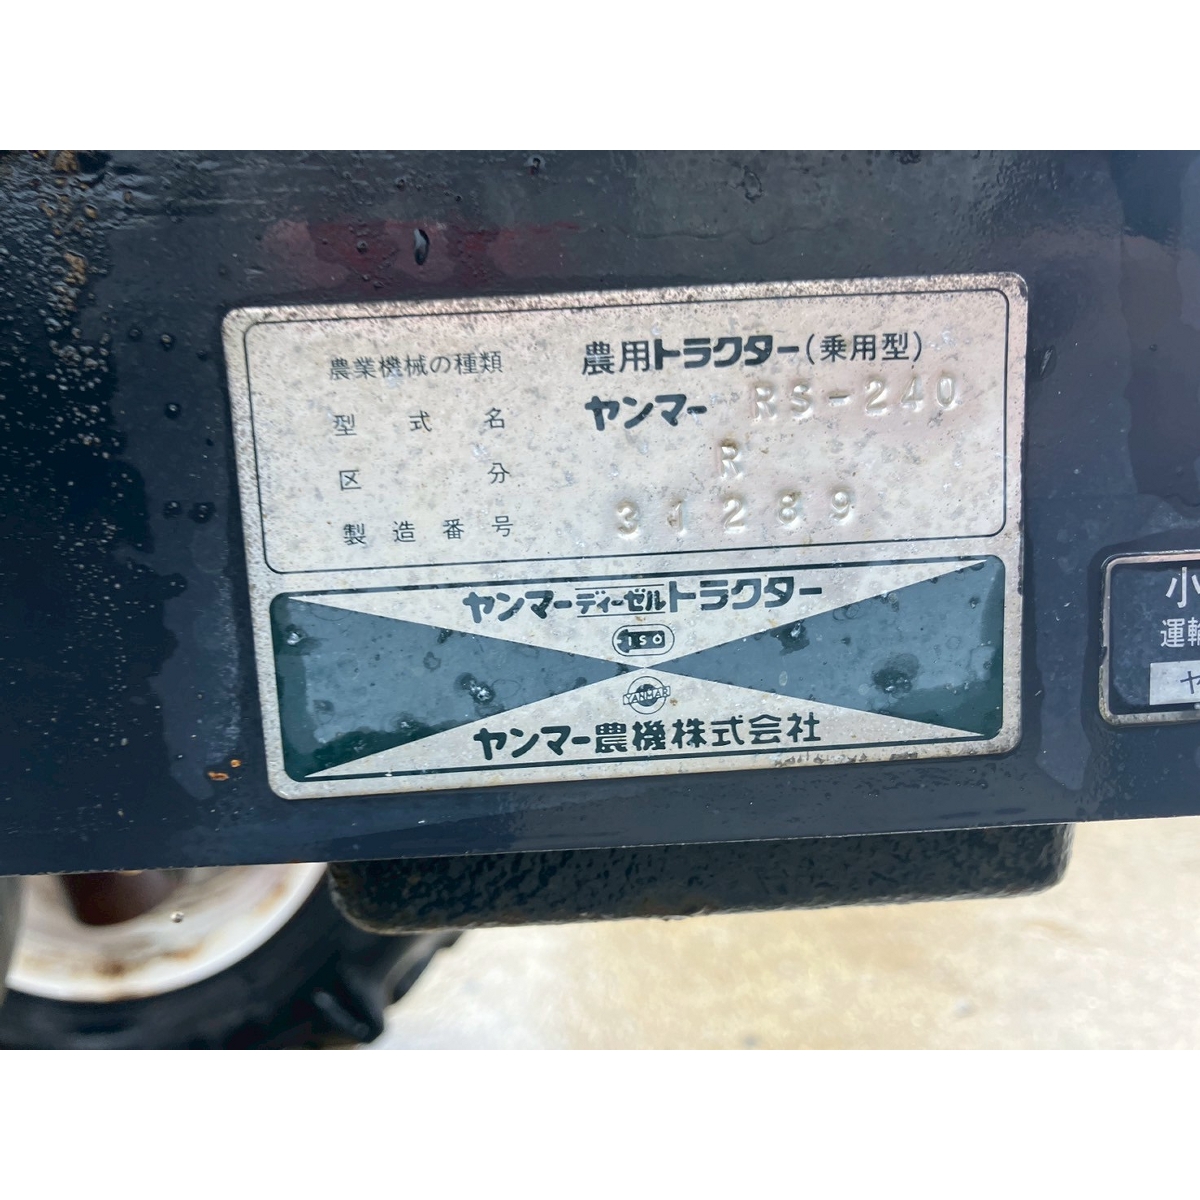 農業機械の種類 農用トラクター(乗用型)
型式名 ヤンマー RS-240
区分 R
製造番号 31289
ヤンマーディーゼルトラクター
ISO
YANMAR
ヤンマー農機株式会社
小
運輸
ヤ